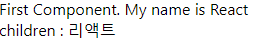 First Component. My name is React
children : 리액트